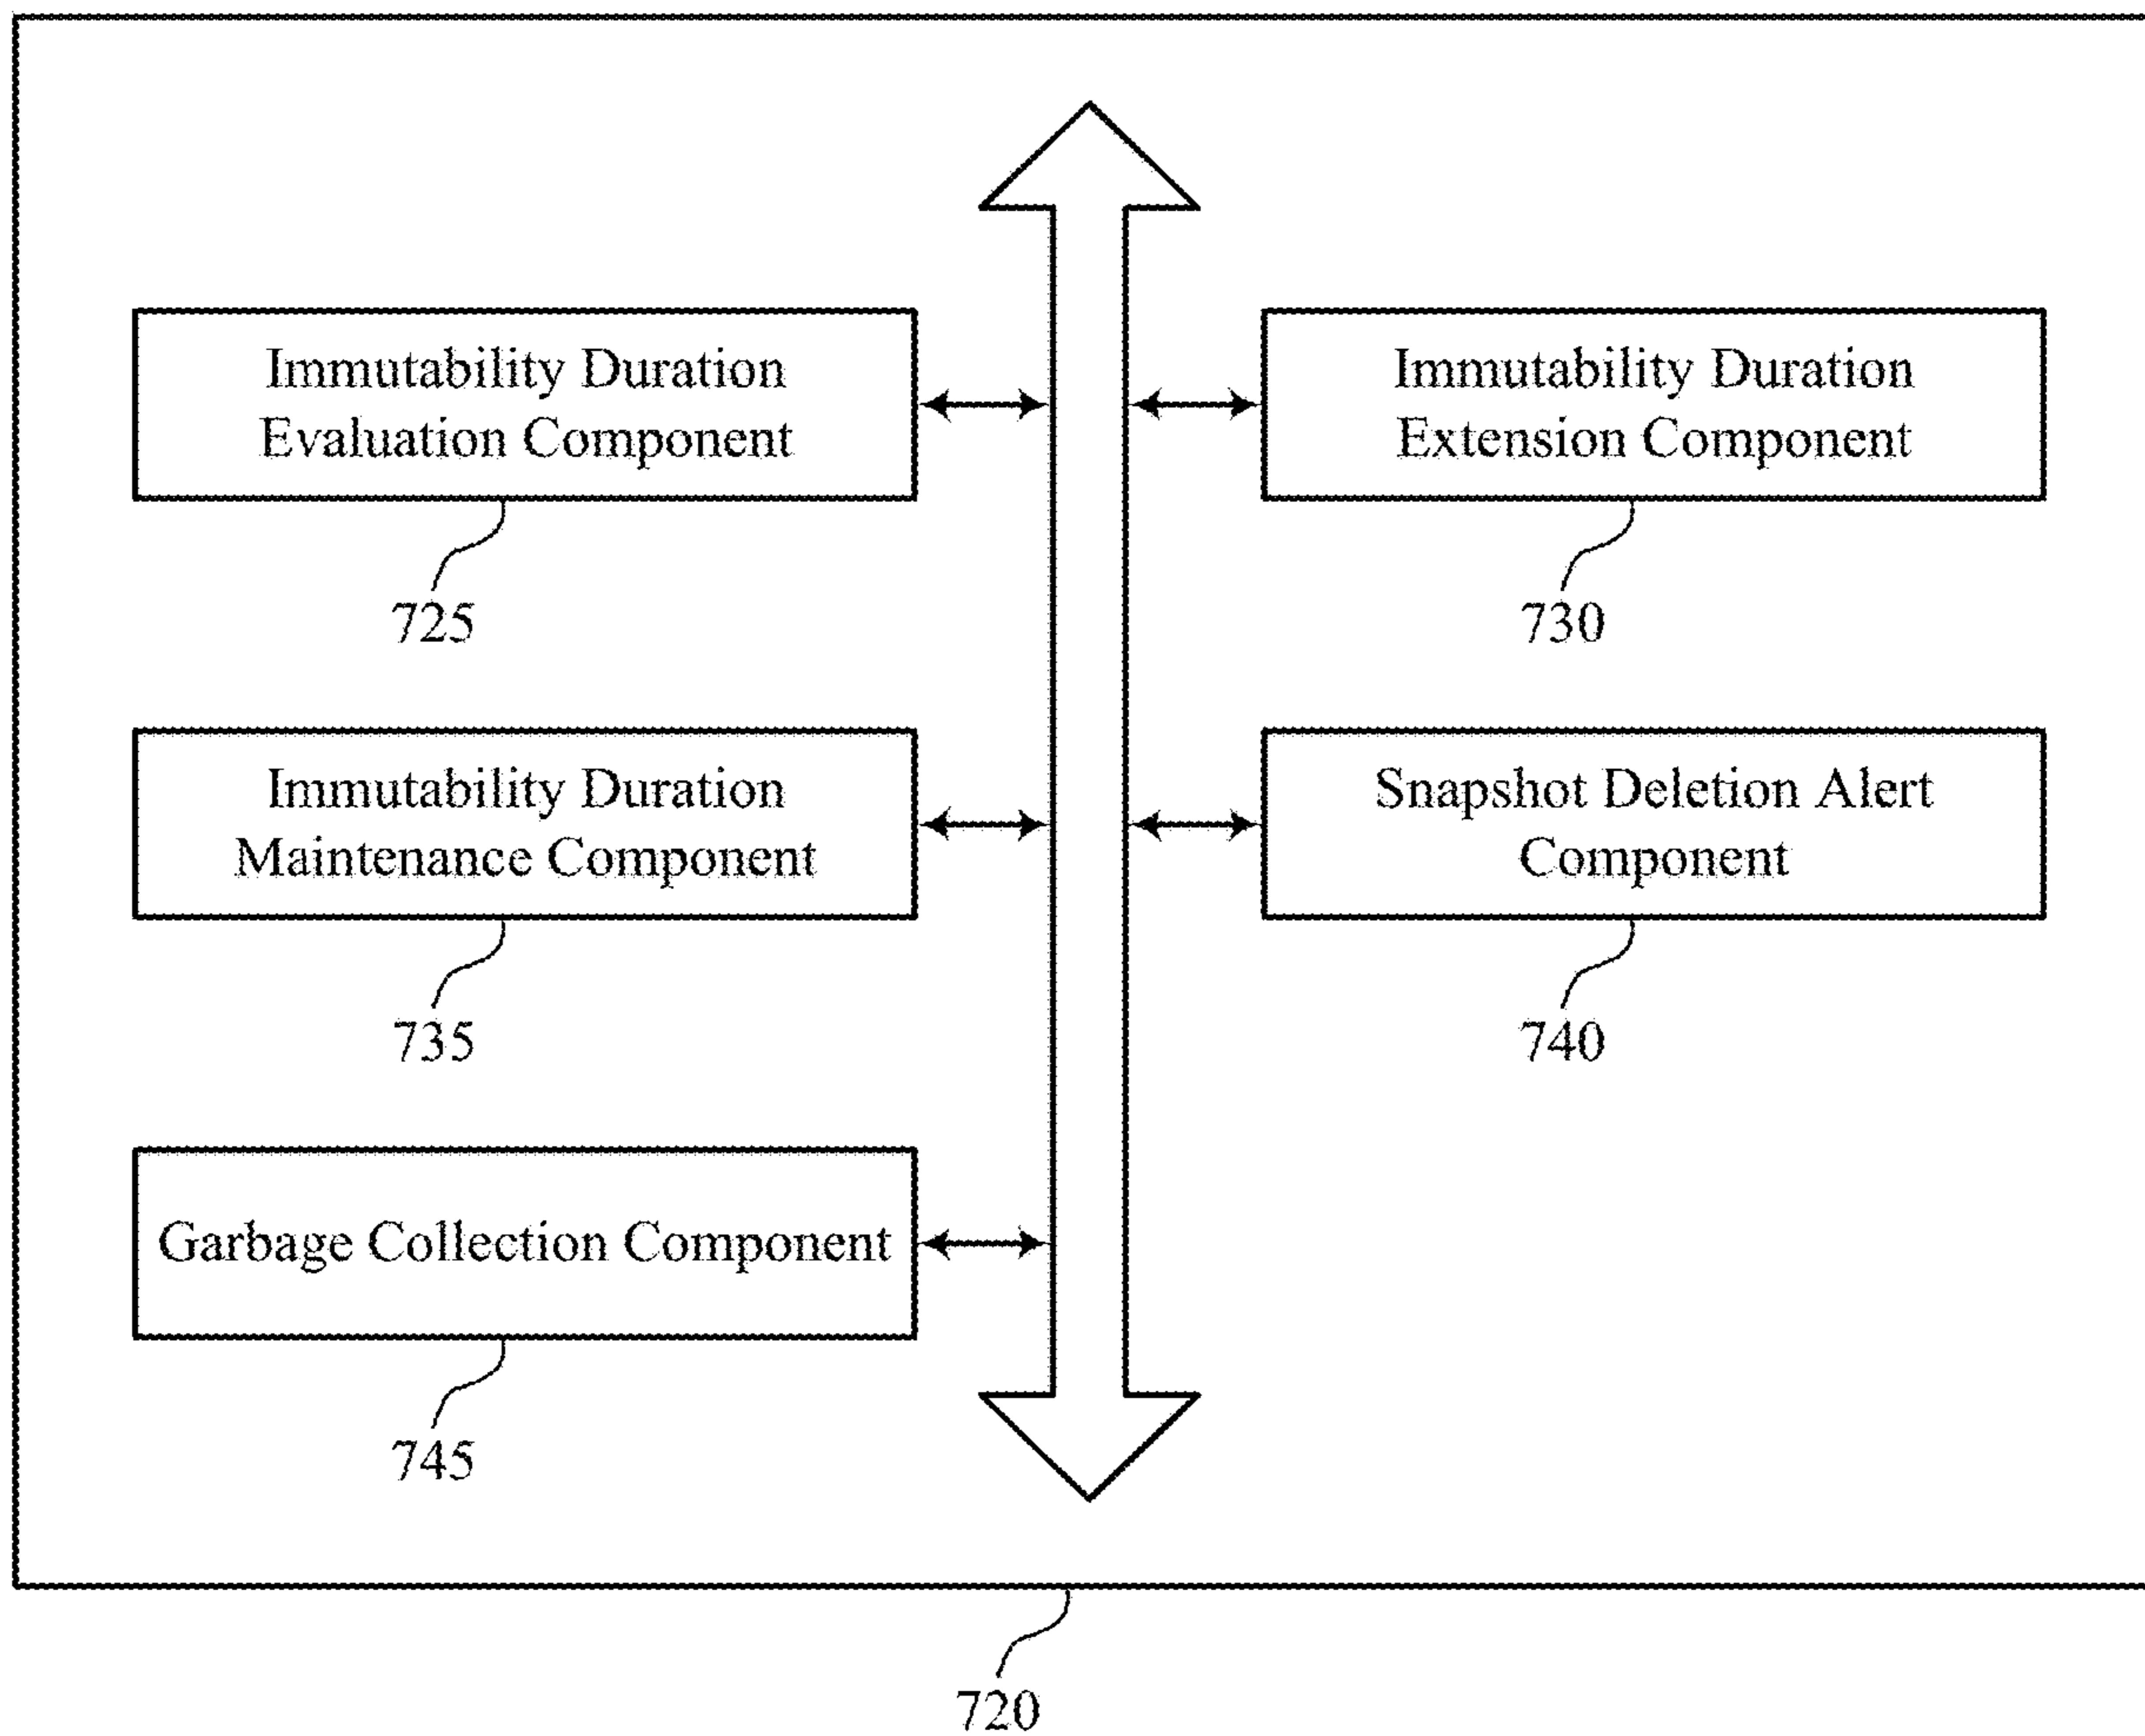 Immutability Duration
Evaluation Component
725
Immutability Duration
Extension Component
730
Immutability Duration
Maintenance Component
735
Snapshot Deletion Alert
Component
740
Garbage Collection Component
745
720